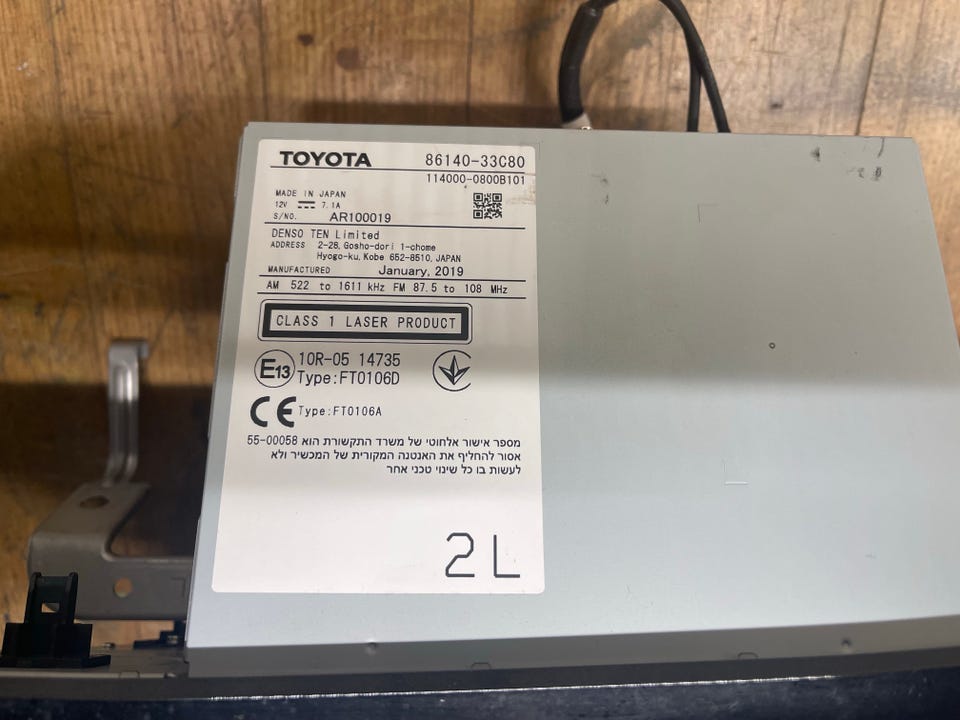 TOYOTA 86140-33C80
114000-0800B101
MADE IN JAPAN
12V 7.1A
S/NO. AR100019
DENSO TEN Limited
ADDRESS 2-28, Gosho-dori 1-chome
Hyogo-ku, Kobe 652-8510, JAPAN
MANUFACTURED January, 2019
AM 522 to 1611 kHz FM 87.5 to 108 MHz
CLASS 1 LASER PRODUCT
E13 10R-05 14735
Type:FT0106D
CE Type:FT0106A
מספר אישור אלחוטי של משרד התקשורת הוא 55-00058
אסור להחליף את האנטנה המקורית של המכשיר ולא
לעשות בו כל שינוי טכני אחר
2L